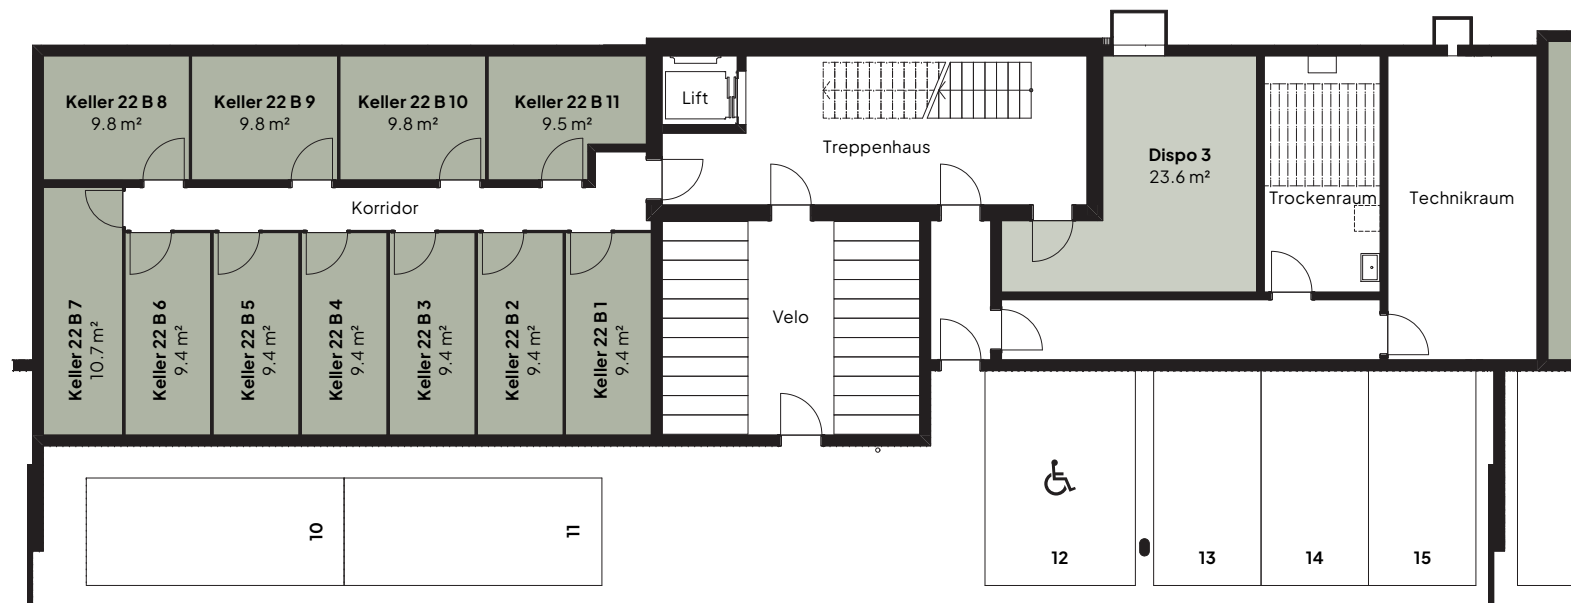 Keller 22 B 8
9.8 m²
Keller 22 B 9
9.8 m²
Keller 22 B 10
9.8 m²
Keller 22 B 11
9.5 m²
Lift
Treppenhaus
Dispo 3
23.6 m²
Trockenraum
Technikraum
Korridor
Keller 22 B 7
10.7 m²
Keller 22 B 6
9.4 m²
Keller 22 B 5
9.4 m²
Keller 22 B 4
9.4 m²
Keller 22 B 3
9.4 m²
Keller 22 B 2
9.4 m²
Keller 22 B 1
9.4 m²
Velo
10
11
12
13
14
15